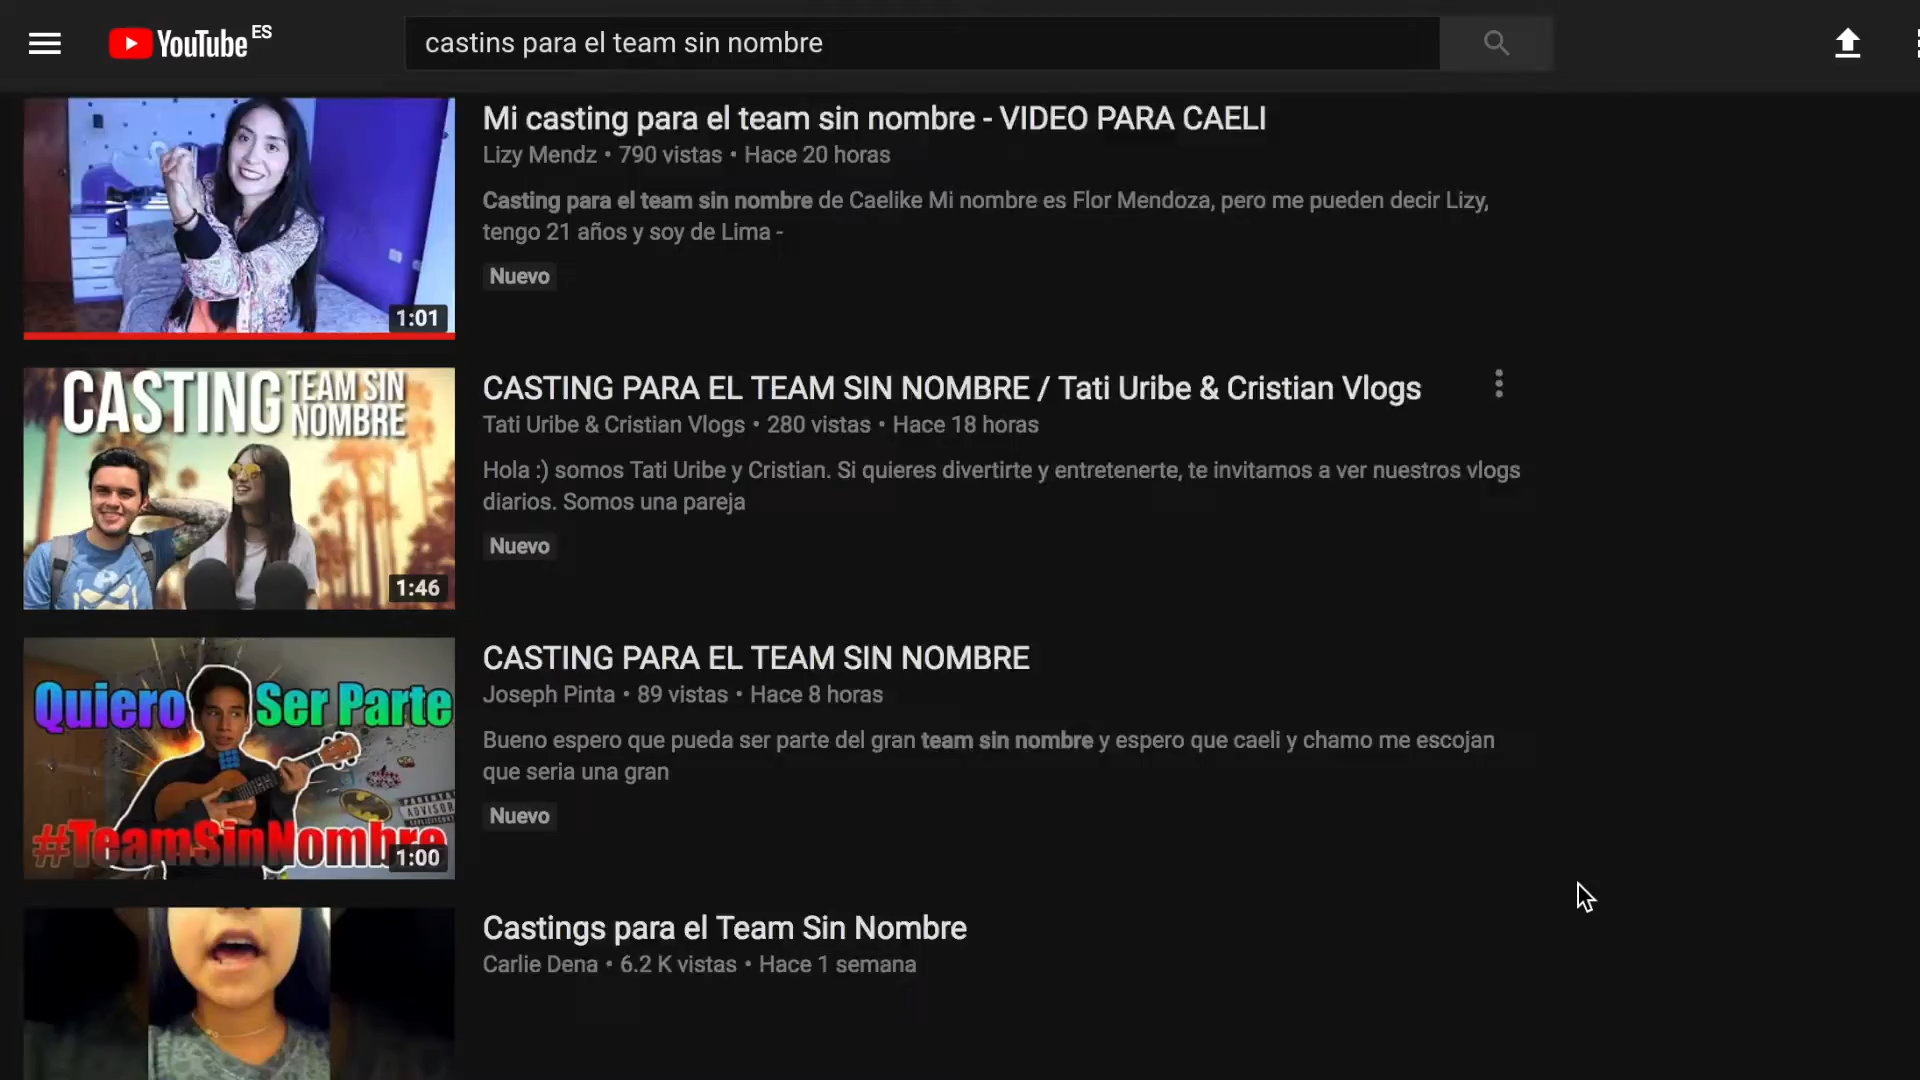 YouTube ES
castins para el team sin nombre
Mi casting para el team sin nombre - VIDEO PARA CAELI
Lizy Mendz • 790 vistas • Hace 20 horas
Casting para el team sin nombre de Caelike Mi nombre es Flor Mendoza, pero me pueden decir Lizy,
tengo 21 años y soy de Lima -
Nuevo
1:01
CASTING TEAM SIN
NOMBRE
1:46
CASTING PARA EL TEAM SIN NOMBRE / Tati Uribe & Cristian Vlogs
Tati Uribe & Cristian Vlogs • 280 vistas • Hace 18 horas
Hola :) somos Tati Uribe y Cristian. Si quieres divertirte y entretenerte, te invitamos a ver nuestros vlogs
diarios. Somos una pareja
Nuevo
Quiero Ser Parte
#TeamSinNombre
1:00
CASTING PARA EL TEAM SIN NOMBRE
Joseph Pinta • 89 vistas • Hace 8 horas
Bueno espero que pueda ser parte del gran team sin nombre y espero que caeli y chamo me escojan
que seria una gran
Nuevo
Castings para el Team Sin Nombre
Carlie Dena • 6.2 K vistas • Hace 1 semana